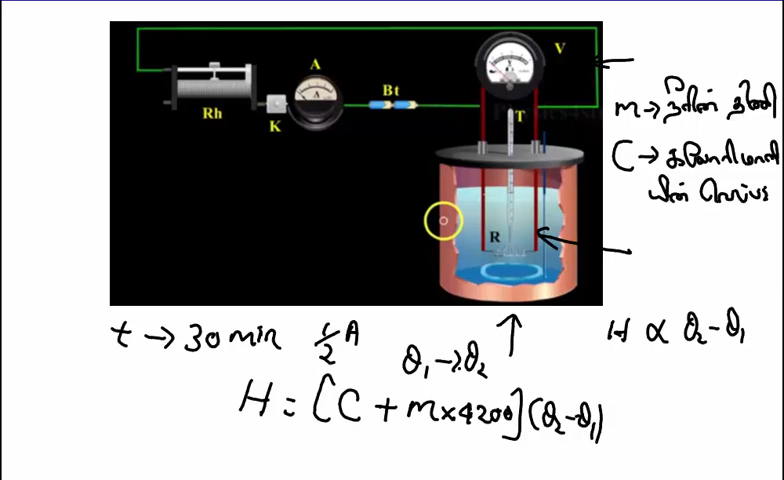 V
A
Bt
Rh
K
T
m → நீரின் நிறை
C →
R
t → 30 min 1/2 A
θ₁ → θ₂
H ∝ θ₂ - θ₁
H = [C + m×4200](θ₂-θ₁)